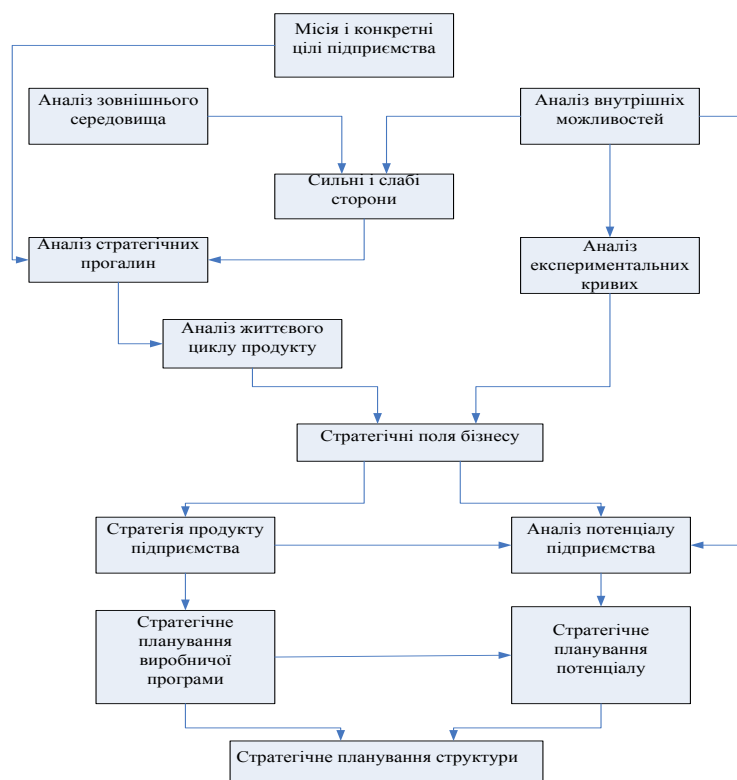 Місія і конкретні
цілі підприємства
Аналіз зовнішнього
середовища
Аналіз внутрішніх
можливостей
Сильні і слабі
сторони
Аналіз стратегічних
прогалин
Аналіз
експериментальних
кривих
Аналіз життєвого
циклу продукту
Стратегічні поля бізнесу
Стратегія продукту
підприємства
Аналіз потенціалу
підприємства
Стратегічне
планування
виробничої
програми
Стратегічне
планування
потенціалу
Стратегічне планування структури